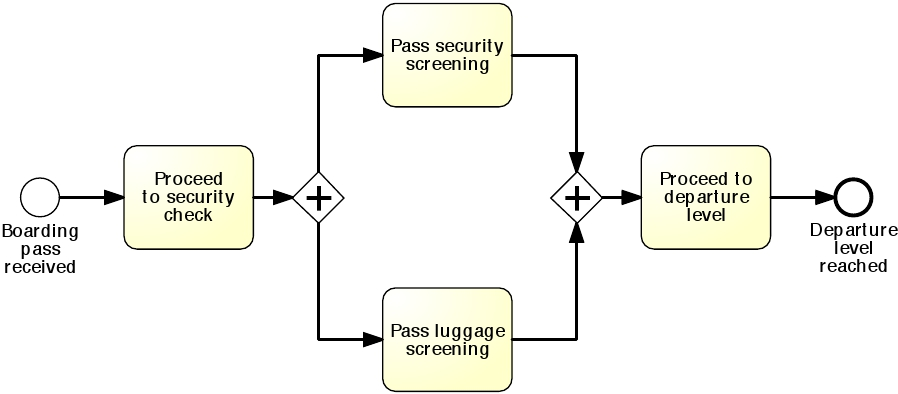 Pass security
screening
Proceed
to security
check
Proceed to
departure
level
Boarding
pass
received
Departure
level
reached
Pass luggage
screening